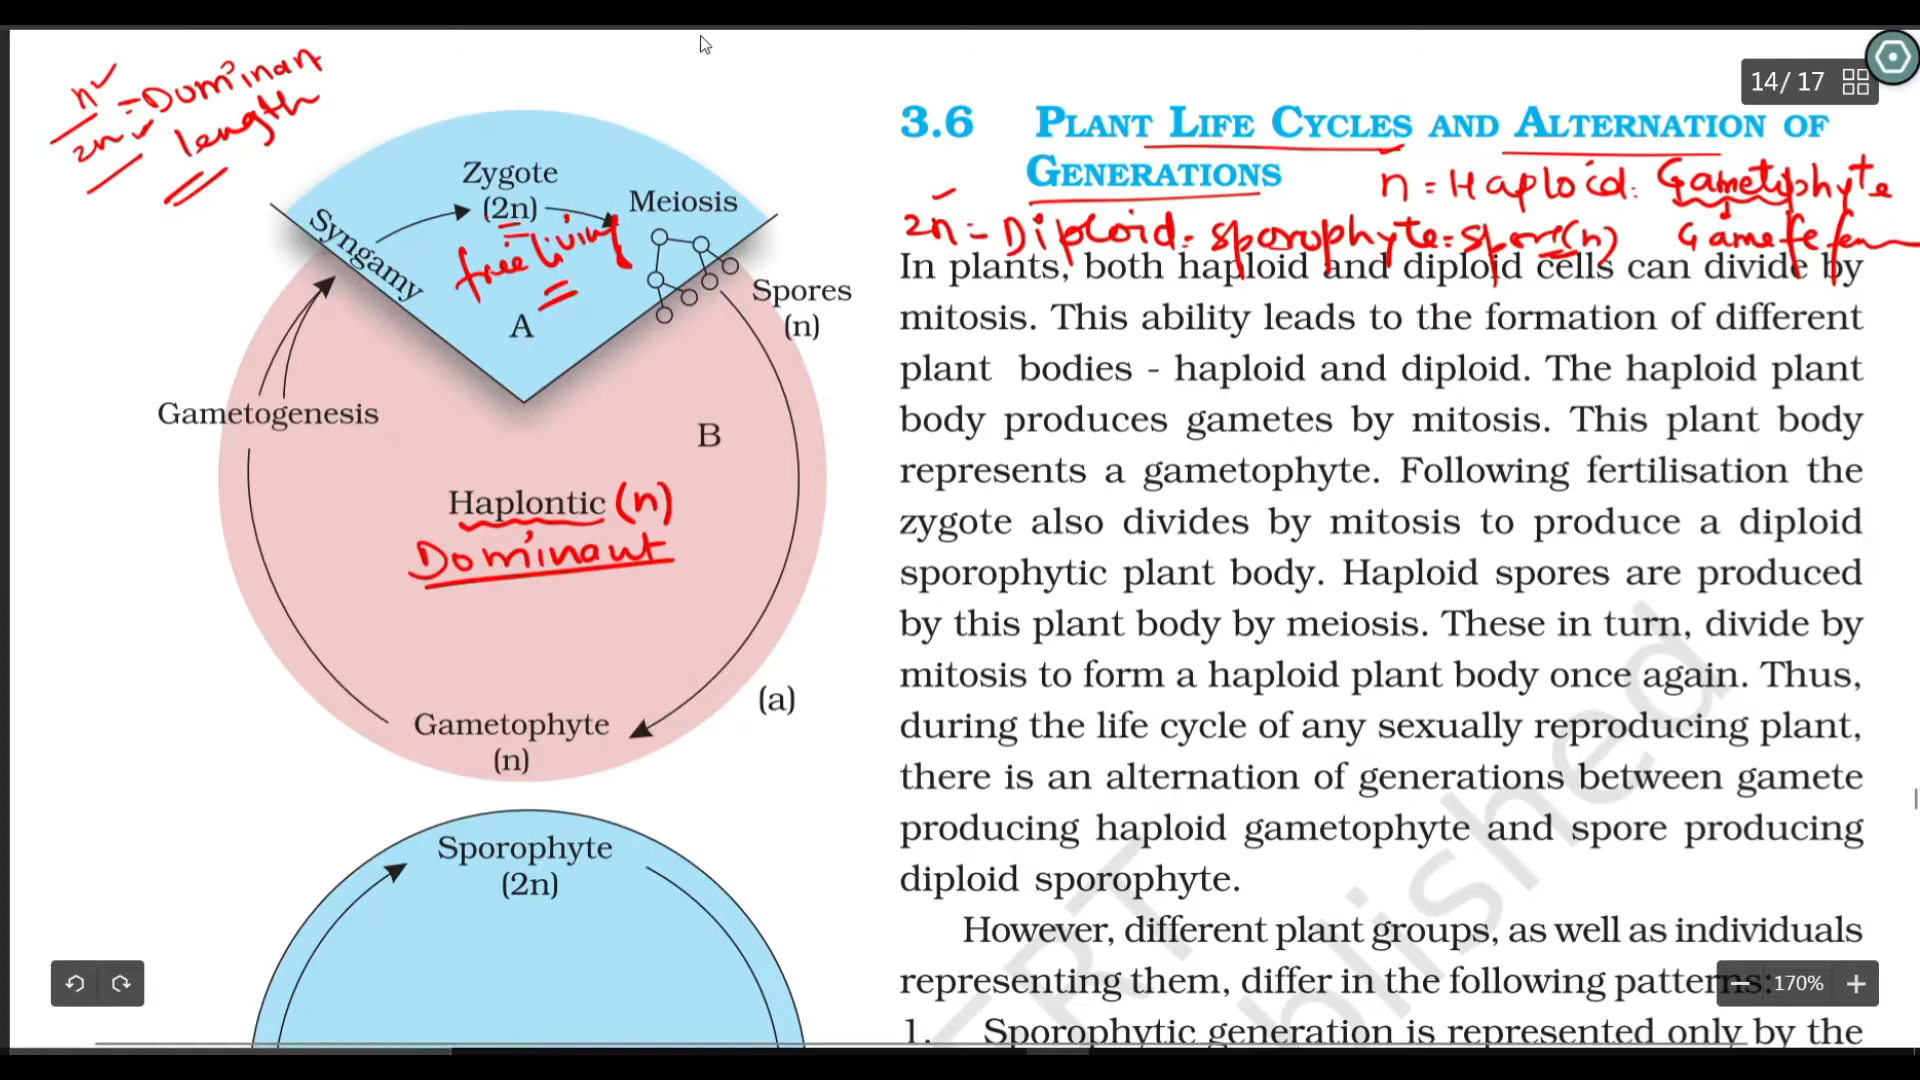 14/ 17
n
2n
= Dominan
length
Zygote
(2n)
Meiosis
Syngamy
free living
A
Spores
(n)
Gametogenesis
B
Haplontic (n)
Dominant
(a)
Gametophyte
(n)
Sporophyte
(2n)
3.6 PLANT LIFE CYCLES AND ALTERNATION OF
GENERATIONS
n = Haploid: Gametophyte
2n = Diploid = sporophyte = spore(n)
In plants, both haploid and diploid cells can divide by
mitosis. This ability leads to the formation of different
plant bodies - haploid and diploid. The haploid plant
body produces gametes by mitosis. This plant body
represents a gametophyte. Following fertilisation the
zygote also divides by mitosis to produce a diploid
sporophytic plant body. Haploid spores are produced
by this plant body by meiosis. These in turn, divide by
mitosis to form a haploid plant body once again. Thus,
during the life cycle of any sexually reproducing plant,
there is an alternation of generations between gamete
producing haploid gametophyte and spore producing
diploid sporophyte.
However, different plant groups, as well as individuals
representing them, differ in the following patterns:
1. Sporophytic generation is represented only by the
170%